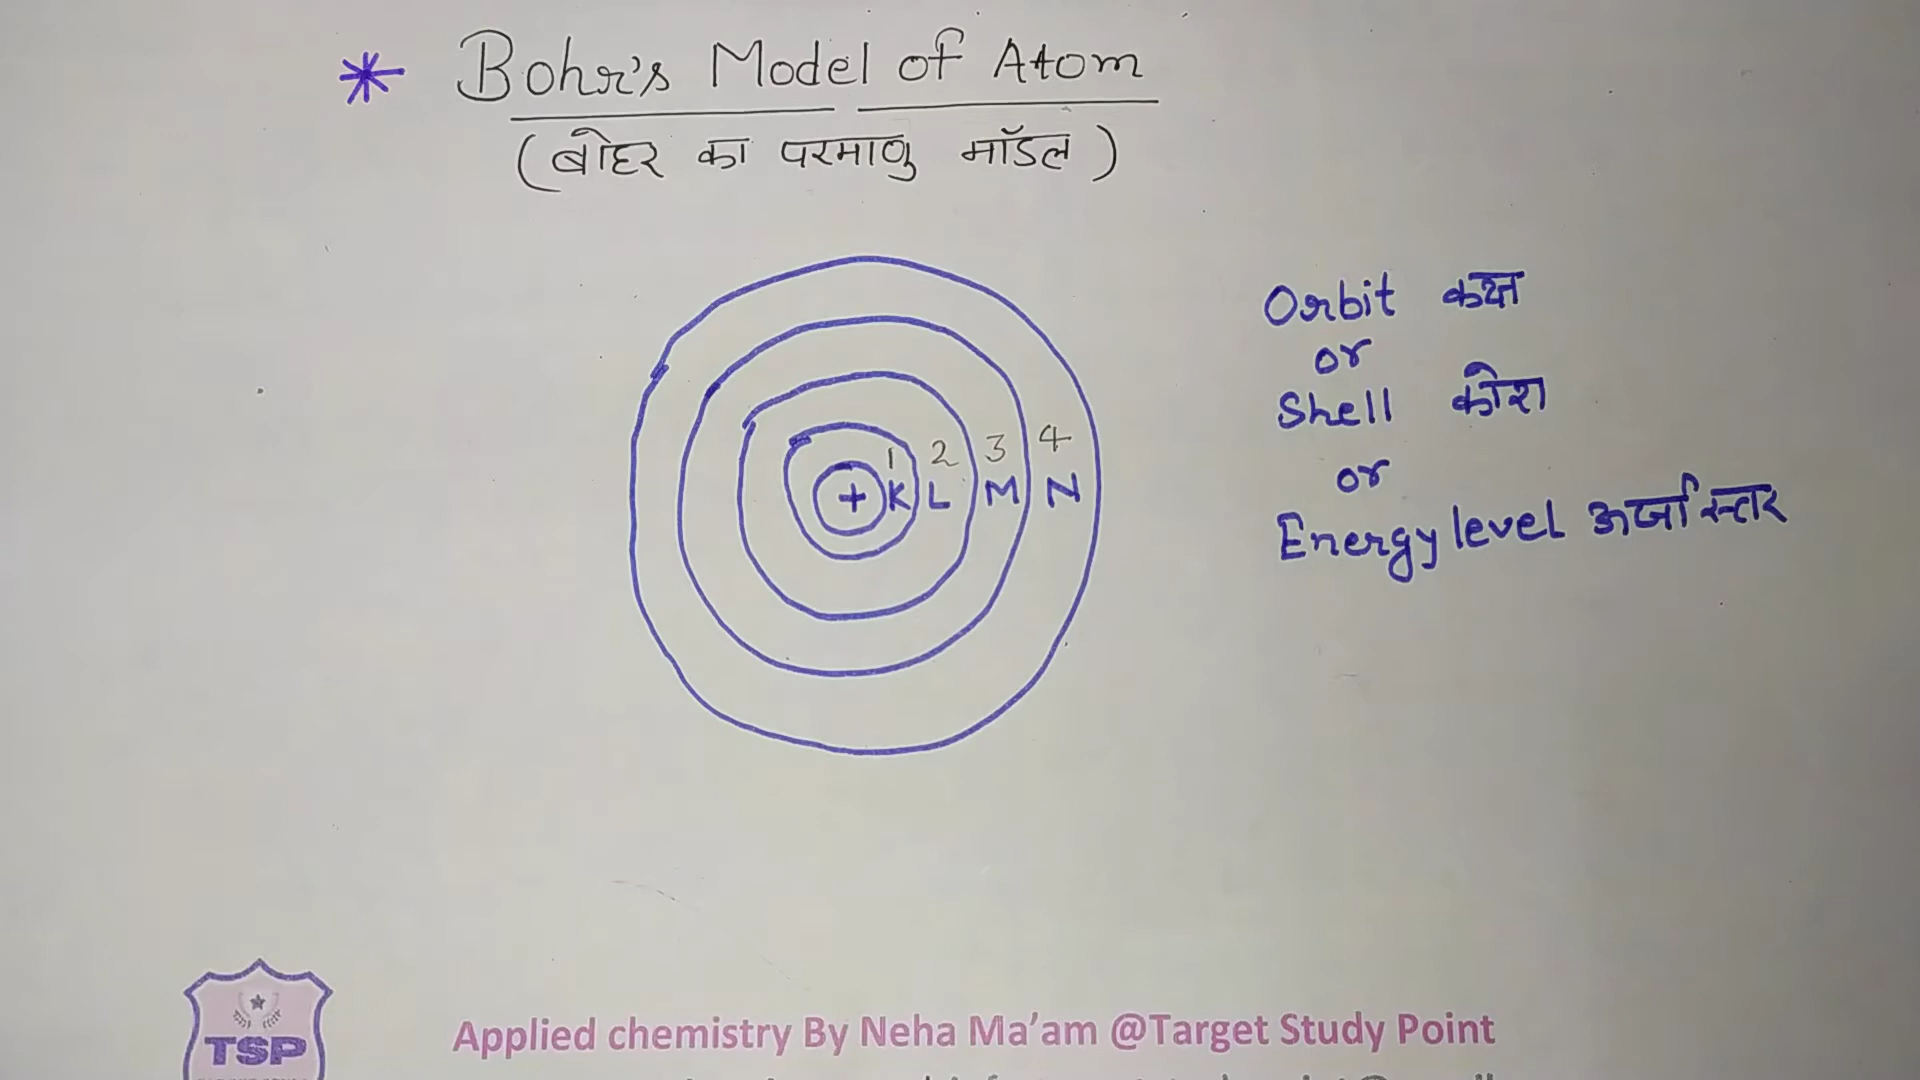 * Bohr's Model of Atom
(बोहर का परमाणु मॉडल)
Orbit कक्ष
or
Shell कोश
or
Energy level ऊर्जा स्तर
1 2 3 4
+ K L M N
TSP
Applied chemistry By Neha Ma'am @Target Study Point